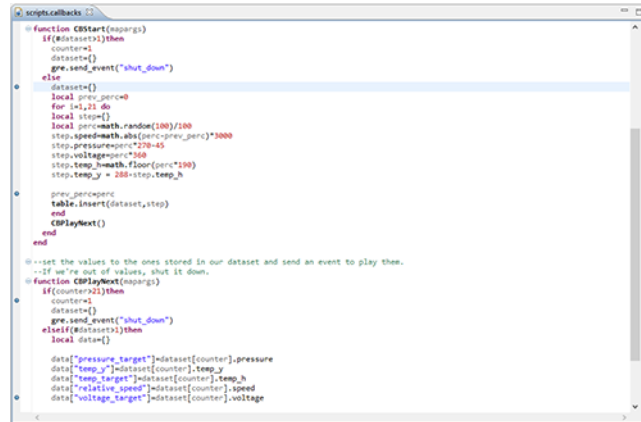 scripts.callbacks
function CBStart(mapargs)
if(#dataset>1)then
counter=1
dataset={}
gre.send_event("shut_down")
else
dataset={}
local prev_perc=0
for i=1,21 do
local step={}
local perc=math.random(100)/100
step.speed=math.abs(perc-prev_perc)*3000
step.pressure=perc*270-45
step.voltage=perc*360
step.temp_h=math.floor(perc*190)
step.temp_y = 288-step.temp_h
prev_perc=perc
table.insert(dataset,step)
end
CBPlayNext()
end
end
--set the values to the ones stored in our dataset and send an event to play them.
--If we're out of values, shut it down.
function CBPlayNext(mapargs)
if(counter>21)then
counter=1
dataset={}
gre.send_event("shut_down")
elseif(#dataset>1)then
local data={}
data["pressure_target"]=dataset[counter].pressure
data["temp_y"]=dataset[counter].temp_y
data["temp_target"]=dataset[counter].temp_h
data["relative_speed"]=dataset[counter].speed
data["voltage_target"]=dataset[counter].voltage